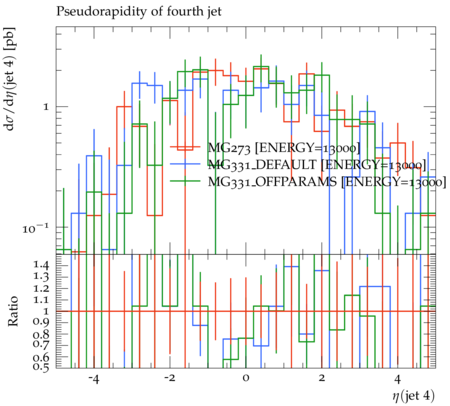 Pseudorapidity of fourth jet
dσ/dη(jet 4) [pb]
1
10⁻¹
MG273 [ENERGY=13000]
MG331_DEFAULT [ENERGY=13000]
MG331_OFFPARAMS [ENERGY=13000]
Ratio
1.4
1.3
1.2
1.1
1
0.9
0.8
0.7
0.6
0.5
-4 -2 0 2 4
η(jet 4)